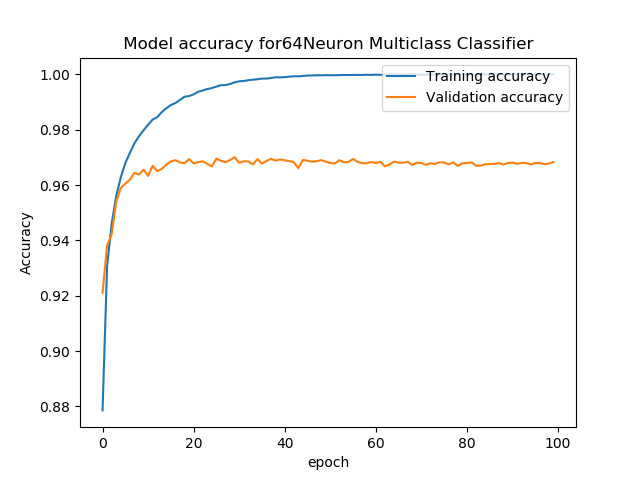 Model accuracy for64Neuron Multiclass Classifier
1.00
0.98
0.96
0.94
0.92
0.90
0.88
Accuracy
Training accuracy
Validation accuracy
0 20 40 60 80 100
epoch